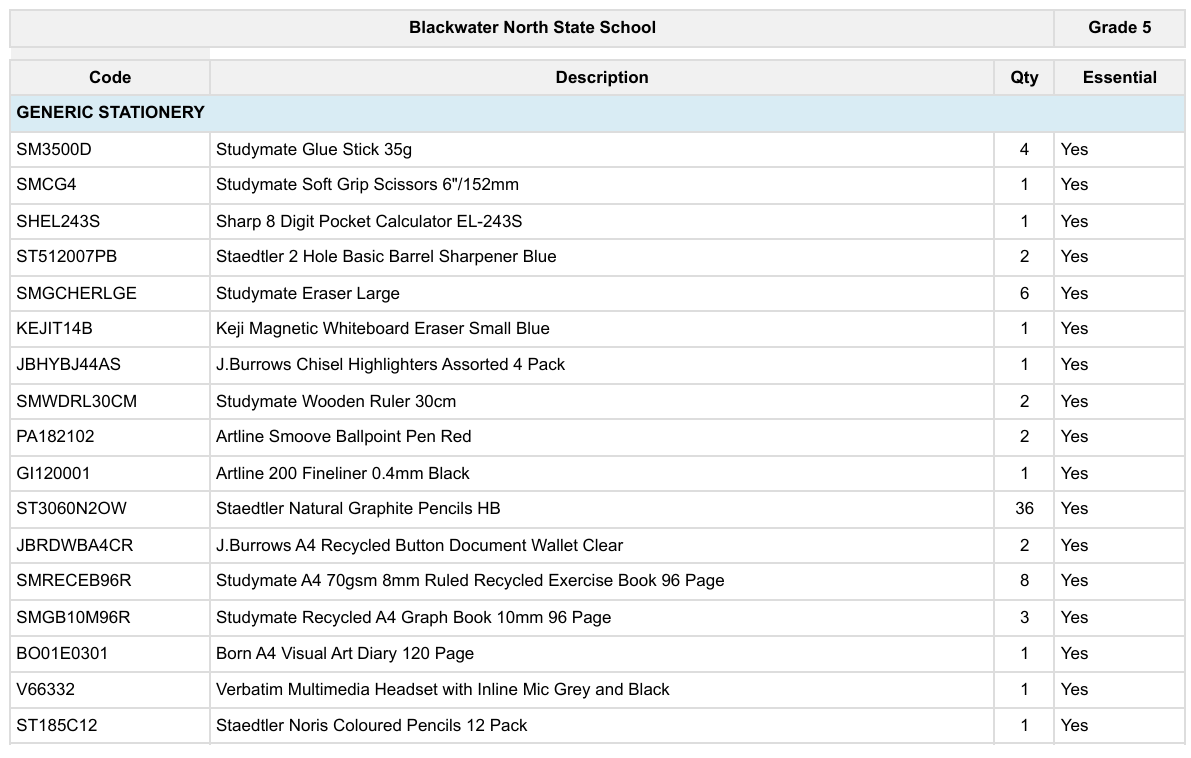 Blackwater North State School Grade 5
Code Description Qty Essential
GENERIC STATIONERY
SM3500D Studymate Glue Stick 35g 4 Yes
SMCG4 Studymate Soft Grip Scissors 6"/152mm 1 Yes
SHEL243S Sharp 8 Digit Pocket Calculator EL-243S 1 Yes
ST512007PB Staedtler 2 Hole Basic Barrel Sharpener Blue 2 Yes
SMGCHERLGE Studymate Eraser Large 6 Yes
KEJIT14B Keji Magnetic Whiteboard Eraser Small Blue 1 Yes
JBHYBJ44AS J.Burrows Chisel Highlighters Assorted 4 Pack 1 Yes
SMWDRL30CM Studymate Wooden Ruler 30cm 2 Yes
PA182102 Artline Smoove Ballpoint Pen Red 2 Yes
GI120001 Artline 200 Fineliner 0.4mm Black 1 Yes
ST3060N2OW Staedtler Natural Graphite Pencils HB 36 Yes
JBRDWBA4CR J.Burrows A4 Recycled Button Document Wallet Clear 2 Yes
SMRECEB96R Studymate A4 70gsm 8mm Ruled Recycled Exercise Book 96 Page 8 Yes
SMGB10M96R Studymate Recycled A4 Graph Book 10mm 96 Page 3 Yes
BO01E0301 Born A4 Visual Art Diary 120 Page 1 Yes
V66332 Verbatim Multimedia Headset with Inline Mic Grey and Black 1 Yes
ST185C12 Staedtler Noris Coloured Pencils 12 Pack 1 Yes